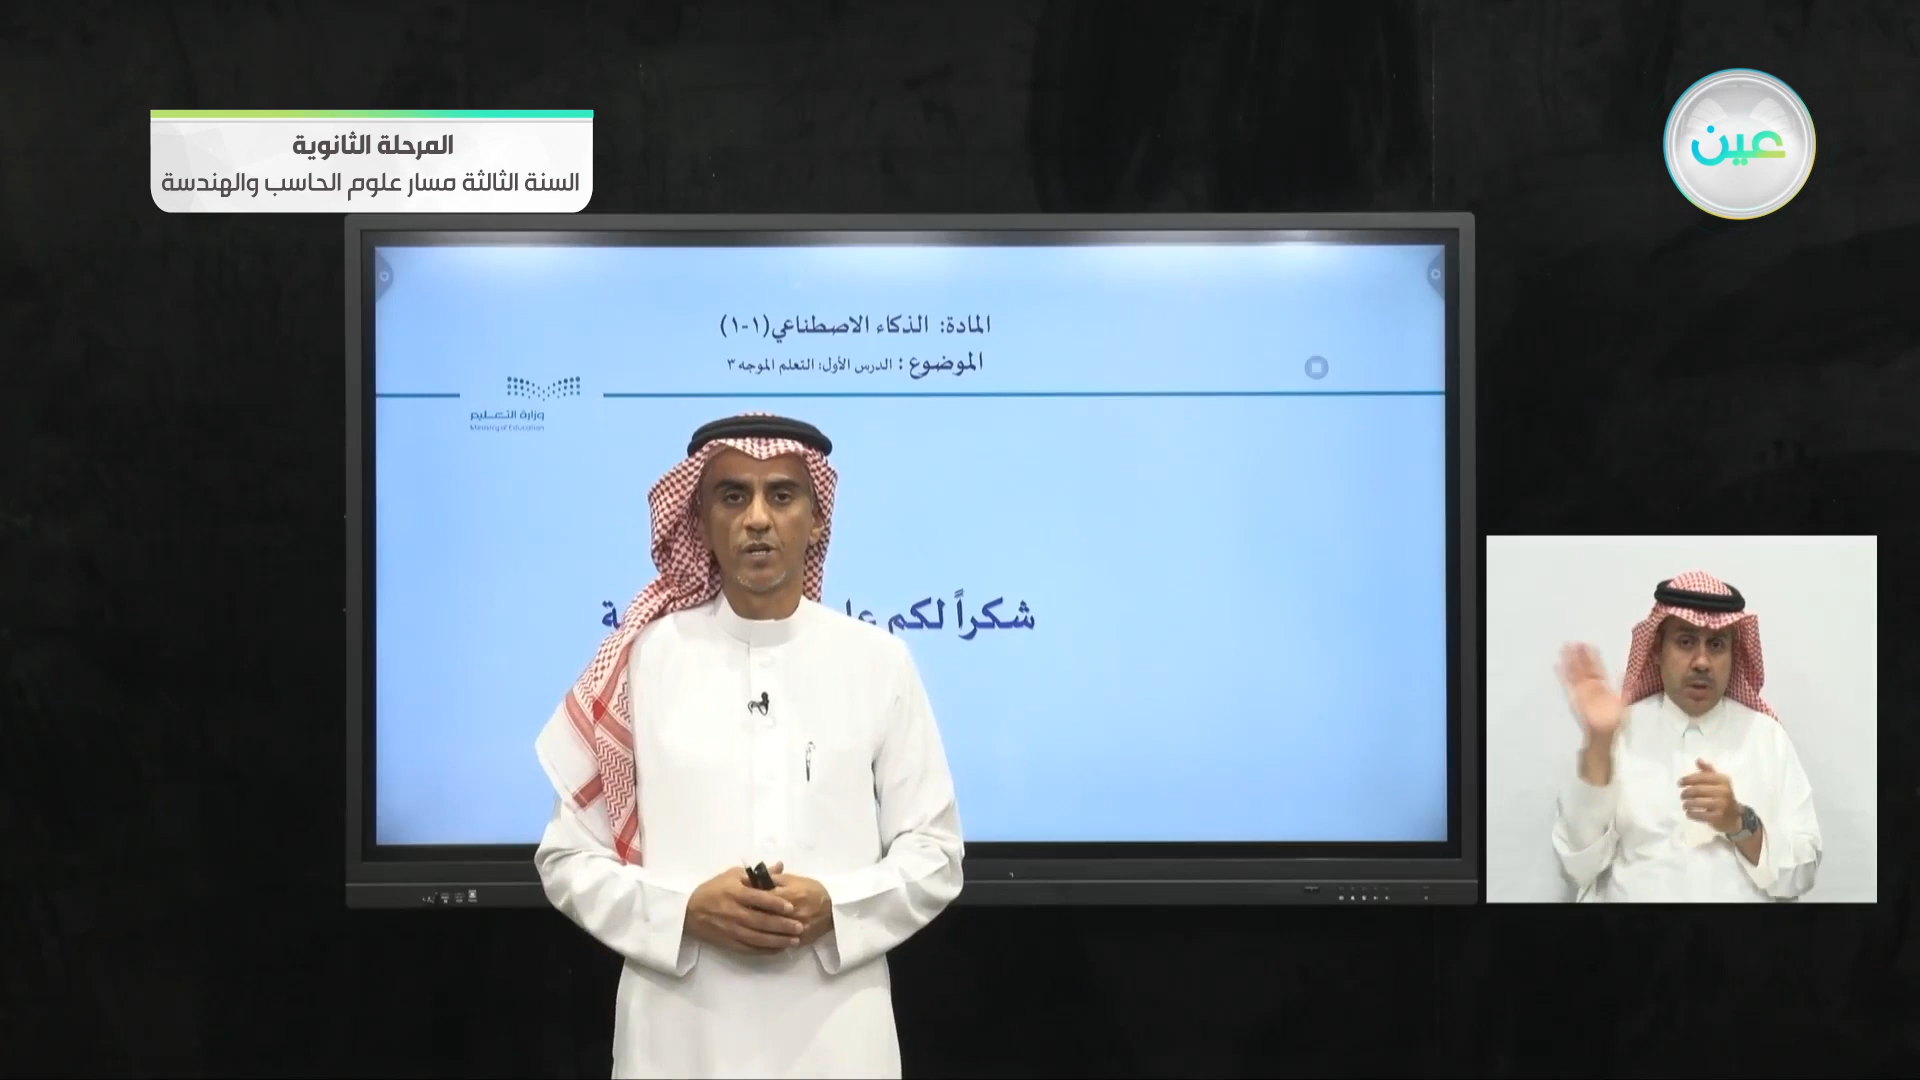 المرحلة الثانوية
السنة الثالثة مسار علوم الحاسب والهندسة
عين
المادة: الذكاء الاصطناعي(١-١)
الموضوع : الدرس الأول: التعلم الموجه ٣
وزارة التعليم
Ministry of Education
شكراً لكم